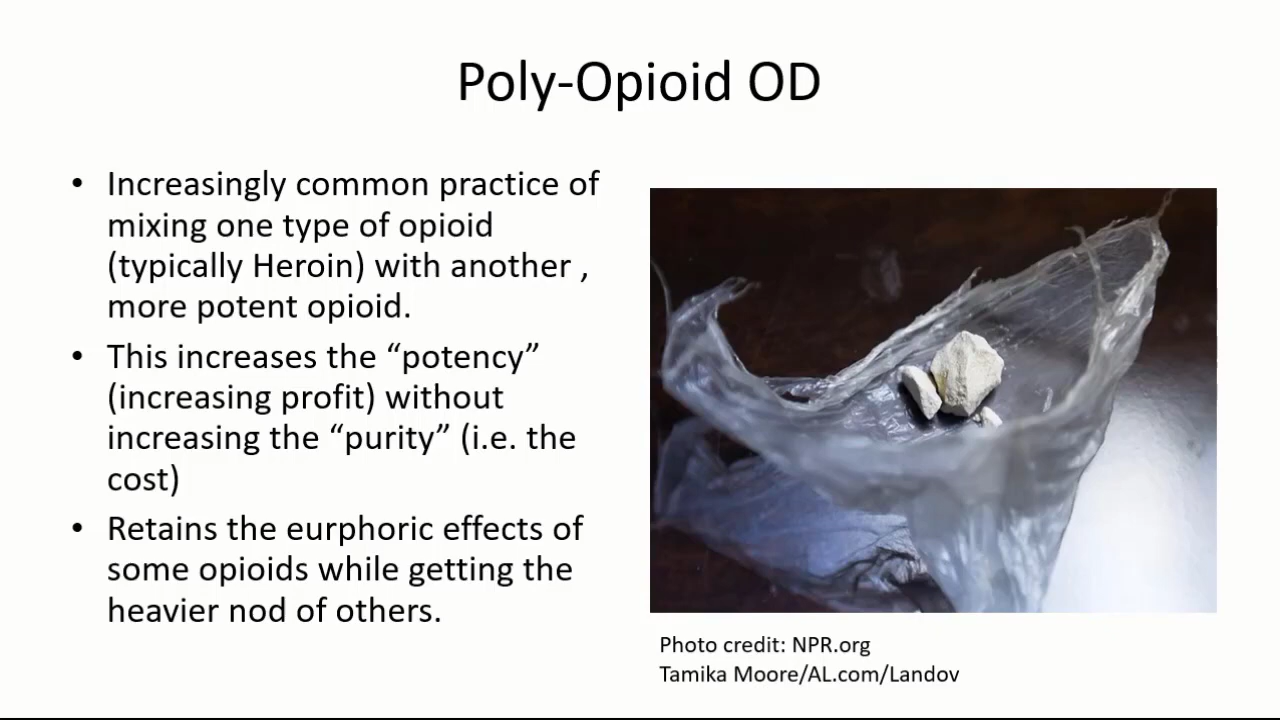 Poly-Opioid OD
• Increasingly common practice of
mixing one type of opioid
(typically Heroin) with another ,
more potent opioid.
• This increases the “potency”
(increasing profit) without
increasing the “purity” (i.e. the
cost)
• Retains the eurphoric effects of
some opioids while getting the
heavier nod of others.
Photo credit: NPR.org
Tamika Moore/AL.com/Landov